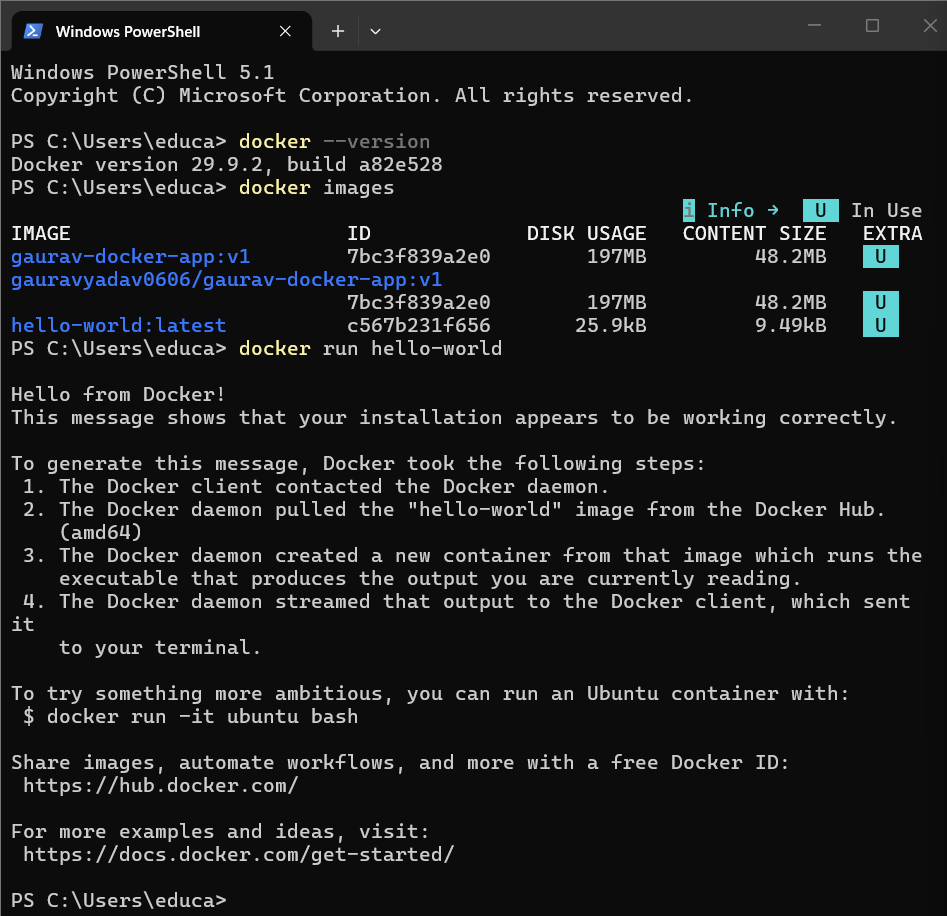 Windows PowerShell
Windows PowerShell 5.1
Copyright (C) Microsoft Corporation. All rights reserved.
PS C:\Users\educa> docker --version
Docker version 29.9.2, build a82e528
PS C:\Users\educa> docker images
i Info → U In Use
IMAGE ID DISK USAGE CONTENT SIZE EXTRA
gaurav-docker-app:v1 7bc3f839a2e0 197MB 48.2MB U
gauravyadav0606/gaurav-docker-app:v1
7bc3f839a2e0 197MB 48.2MB U
hello-world:latest c567b231f656 25.9kB 9.49kB U
PS C:\Users\educa> docker run hello-world
Hello from Docker!
This message shows that your installation appears to be working correctly.
To generate this message, Docker took the following steps:
1. The Docker client contacted the Docker daemon.
2. The Docker daemon pulled the "hello-world" image from the Docker Hub.
(amd64)
3. The Docker daemon created a new container from that image which runs the
executable that produces the output you are currently reading.
4. The Docker daemon streamed that output to the Docker client, which sent
it
to your terminal.
To try something more ambitious, you can run an Ubuntu container with:
$ docker run -it ubuntu bash
Share images, automate workflows, and more with a free Docker ID:
https://hub.docker.com/
For more examples and ideas, visit:
https://docs.docker.com/get-started/
PS C:\Users\educa>